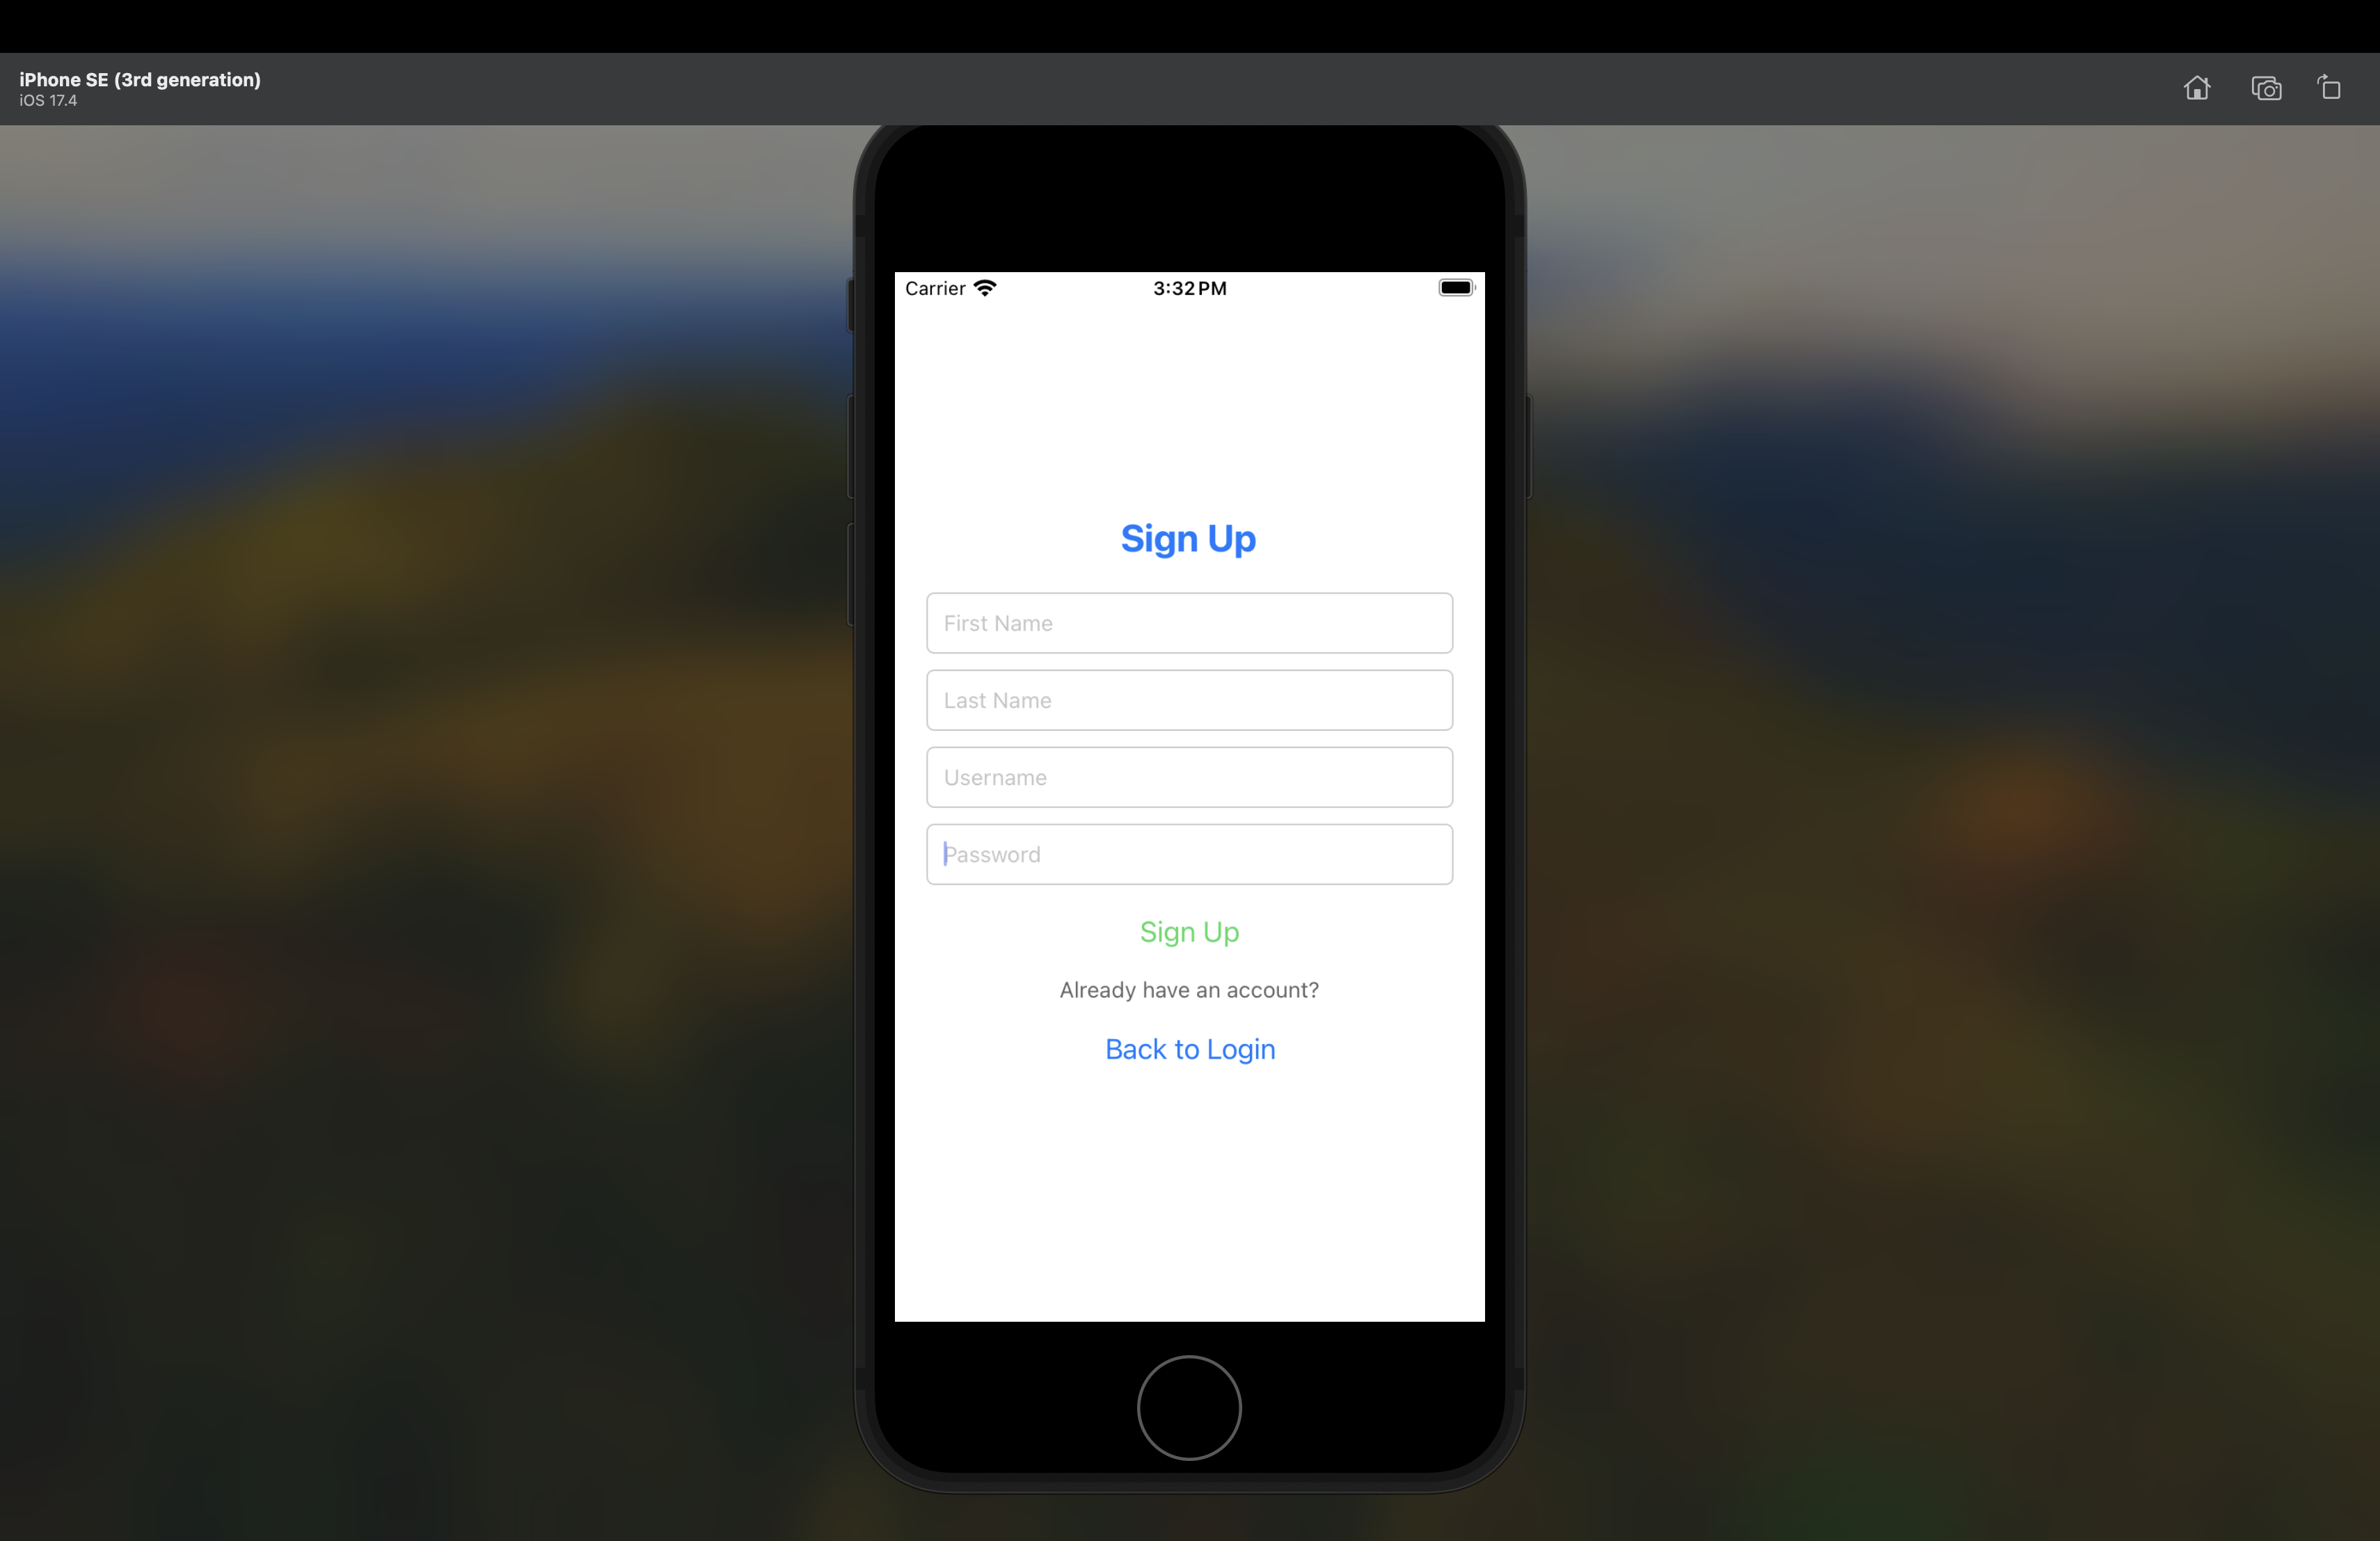 iPhone SE (3rd generation)
iOS 17.4
Carrier 3:32 PM
Sign Up
First Name
Last Name
Username
Password
Sign Up
Already have an account?
Back to Login